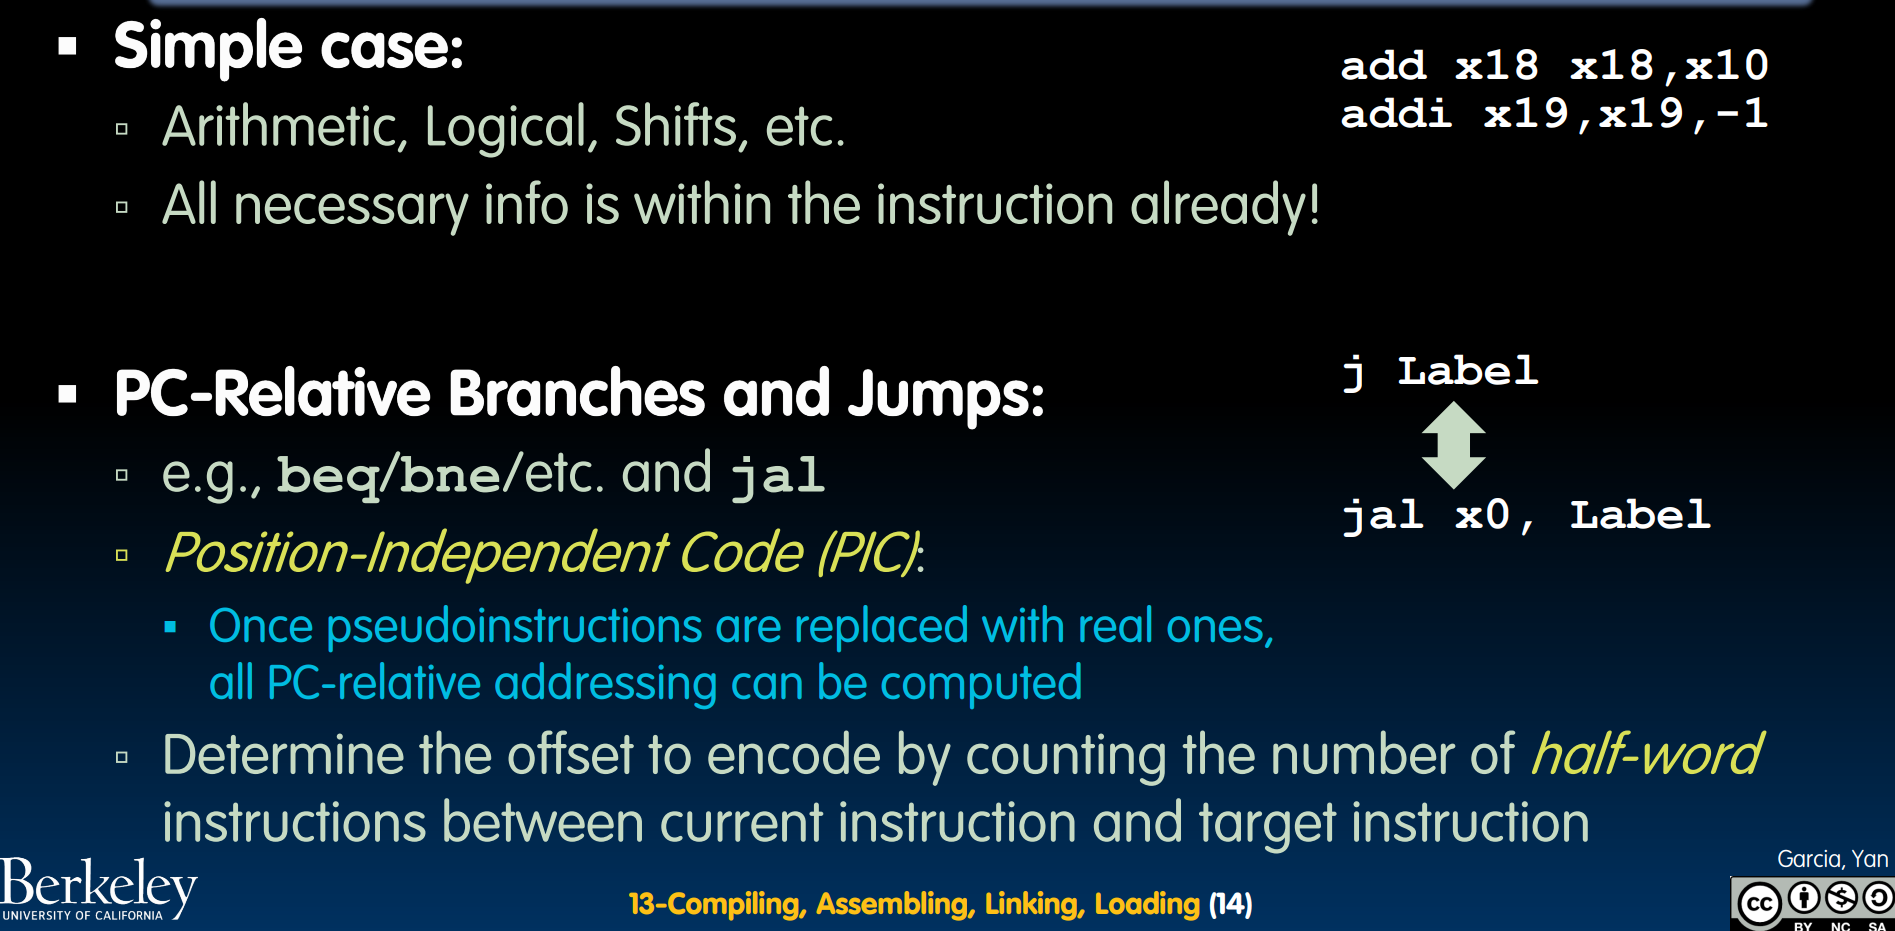 Simple case:
add x18 x18,x10
addi x19,x19,-1
Arithmetic, Logical, Shifts, etc.
All necessary info is within the instruction already!
PC-Relative Branches and Jumps:
j Label
jal x0, Label
e.g., beq/bne/etc. and jal
Position-Independent Code (PIC):
Once pseudoinstructions are replaced with real ones,
all PC-relative addressing can be computed
Determine the offset to encode by counting the number of half-word
instructions between current instruction and target instruction
Berkeley
UNIVERSITY OF CALIFORNIA
13-Compiling, Assembling, Linking, Loading (14)
Garcia, Yan
cc
BY NC SA